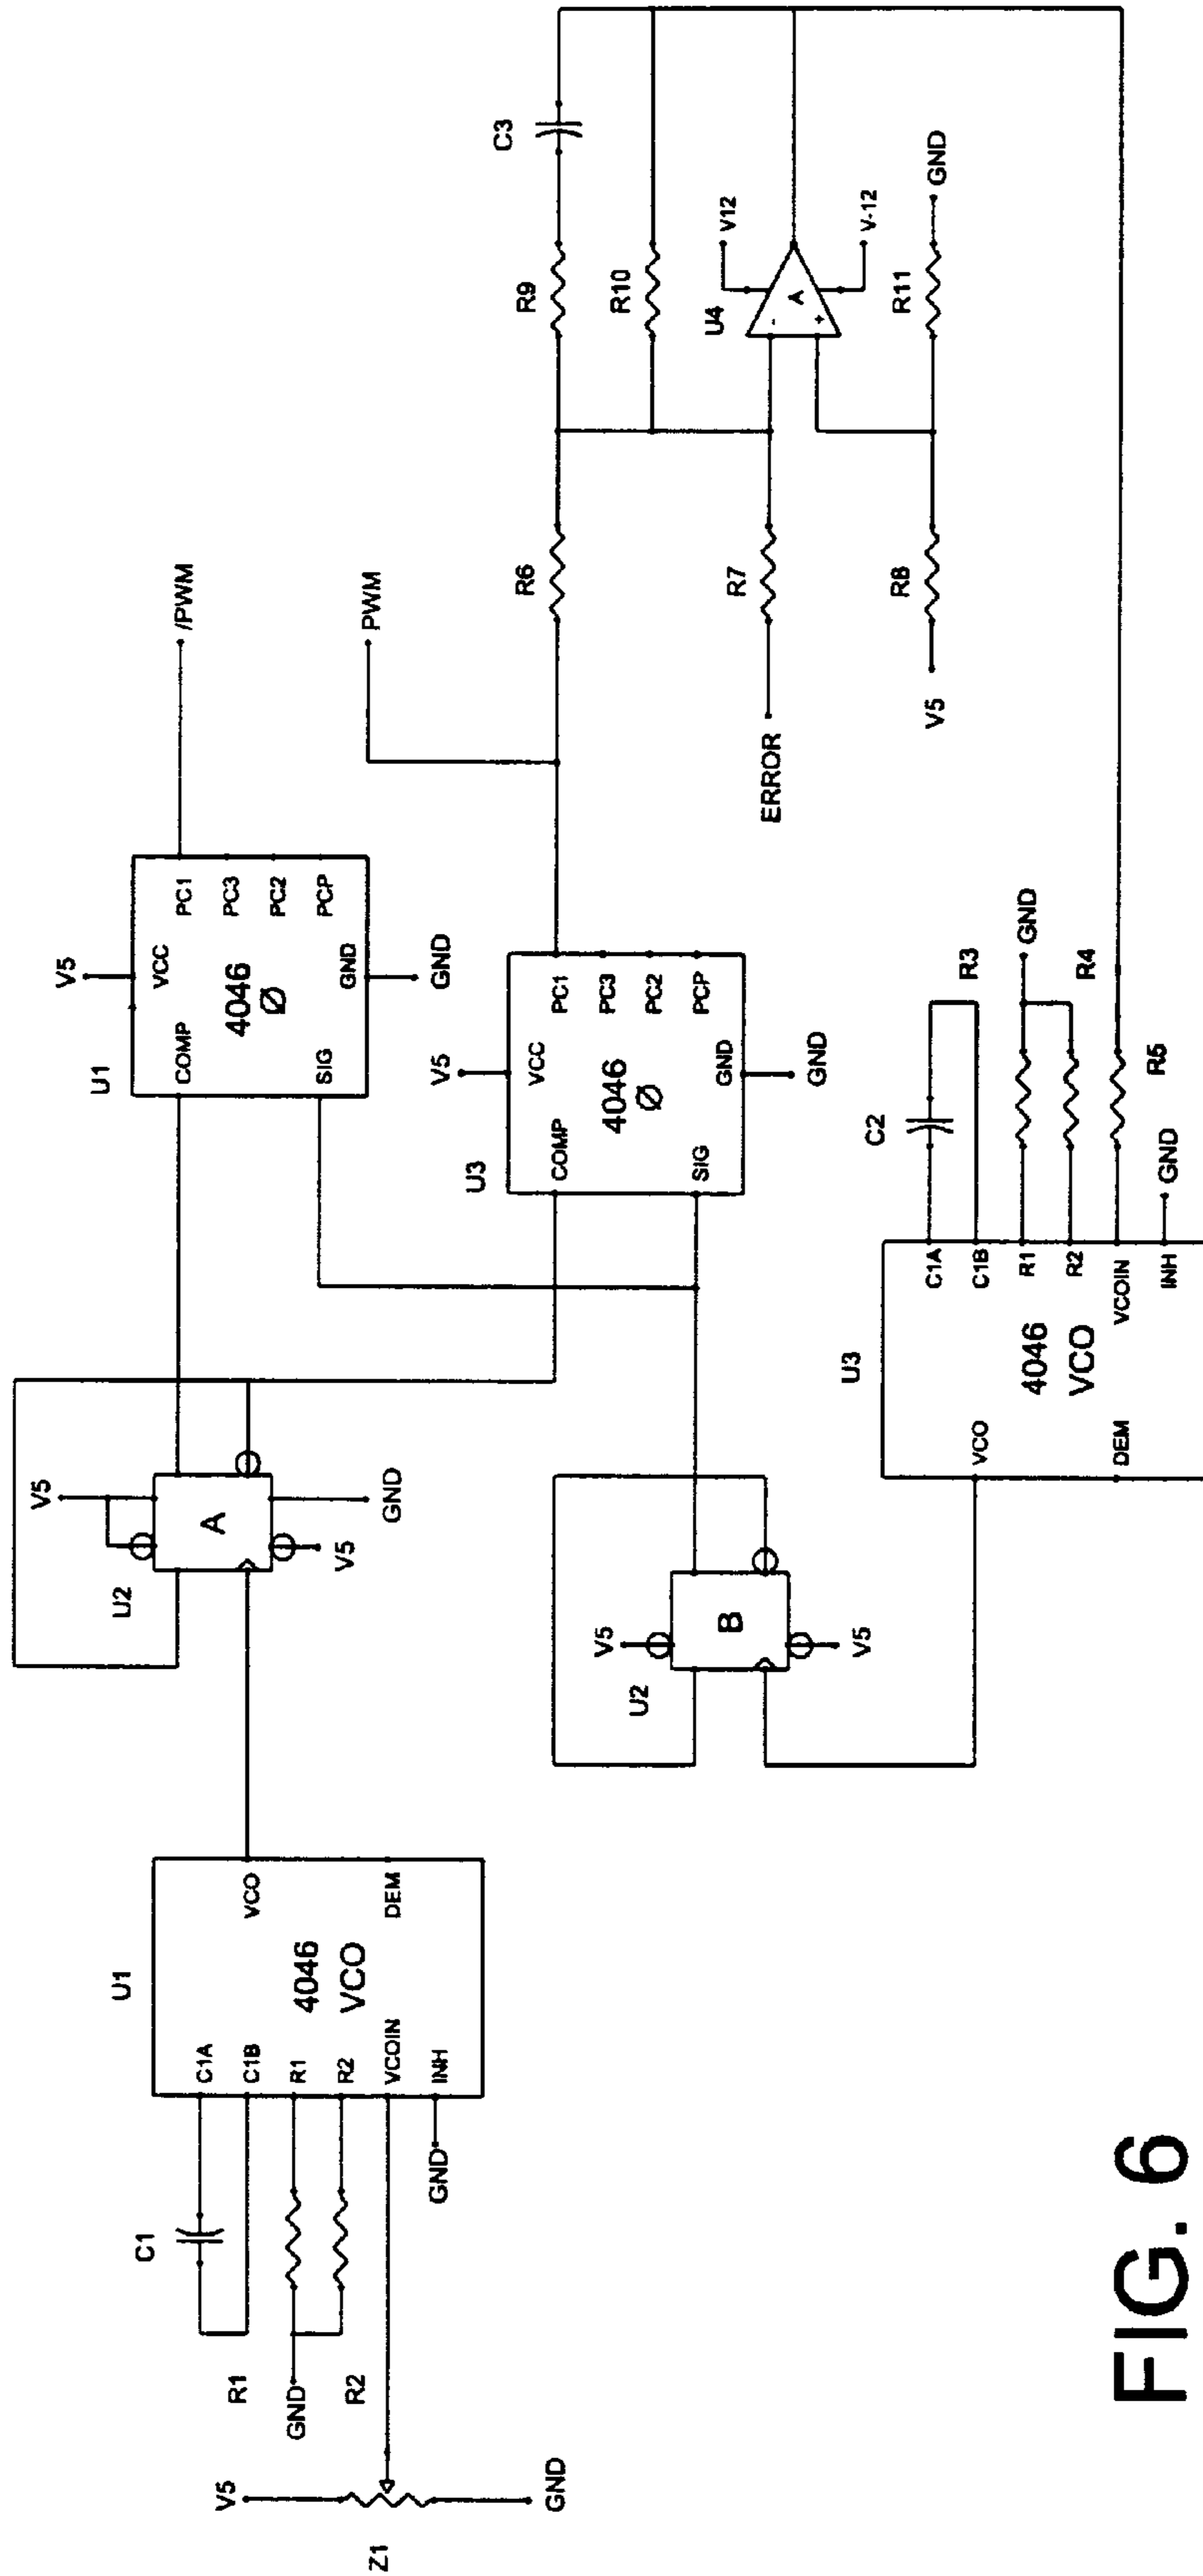 Z1
V5
GND
R1
GND
R2
C1
U1
C1A
C1B
R1
R2
VCOIN
INH
GND
4046
VCO
VCO
DEM
U2
V5
A
V5
GND
U1
V5
VCC
COMP
SIG
4046
Ø
PC1
PC3
PC2
PCP
GND
GND
/PWM
PWM
U3
V5
VCC
COMP
SIG
4046
Ø
PC1
PC3
PC2
PCP
GND
GND
U2
V5
B
V5
U3
VCO
DEM
4046
VCO
C1A
C1B
R1
R2
VCOIN
INH
GND
C2
R3
GND
R4
R5
ERROR
V5
R6
R7
R8
C3
R9
R10
U4
V12
-
A
+
V-12
R11
GND
FIG. 6